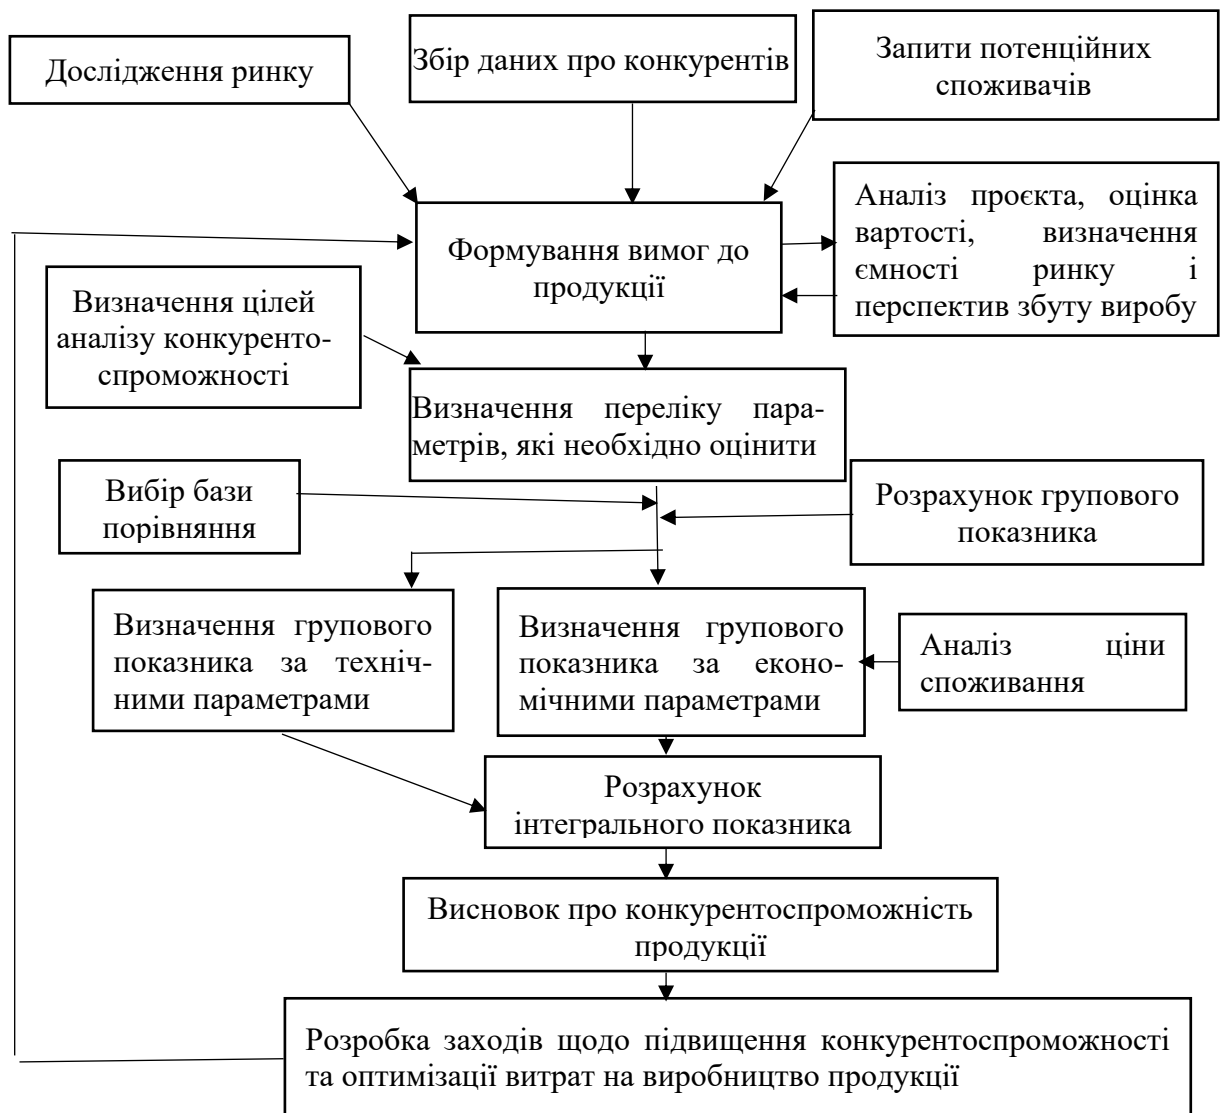 Дослідження ринку
Збір даних про конкурентів
Запити потенційних
споживачів
Формування вимог до
продукції
Аналіз проєкта, оцінка
вартості, визначення
ємності ринку і
перспектив збуту виробу
Визначення цілей
аналізу конкуренто-
спроможності
Визначення переліку пара-
метрів, які необхідно оцінити
Вибір бази
порівняння
Розрахунок групового
показника
Визначення групового
показника за техніч-
ними параметрами
Визначення групового
показника за еконо-
мічними параметрами
Аналіз ціни
споживання
Розрахунок
інтегрального показника
Висновок про конкурентоспроможність
продукції
Розробка заходів щодо підвищення конкурентоспроможності
та оптимізації витрат на виробництво продукції